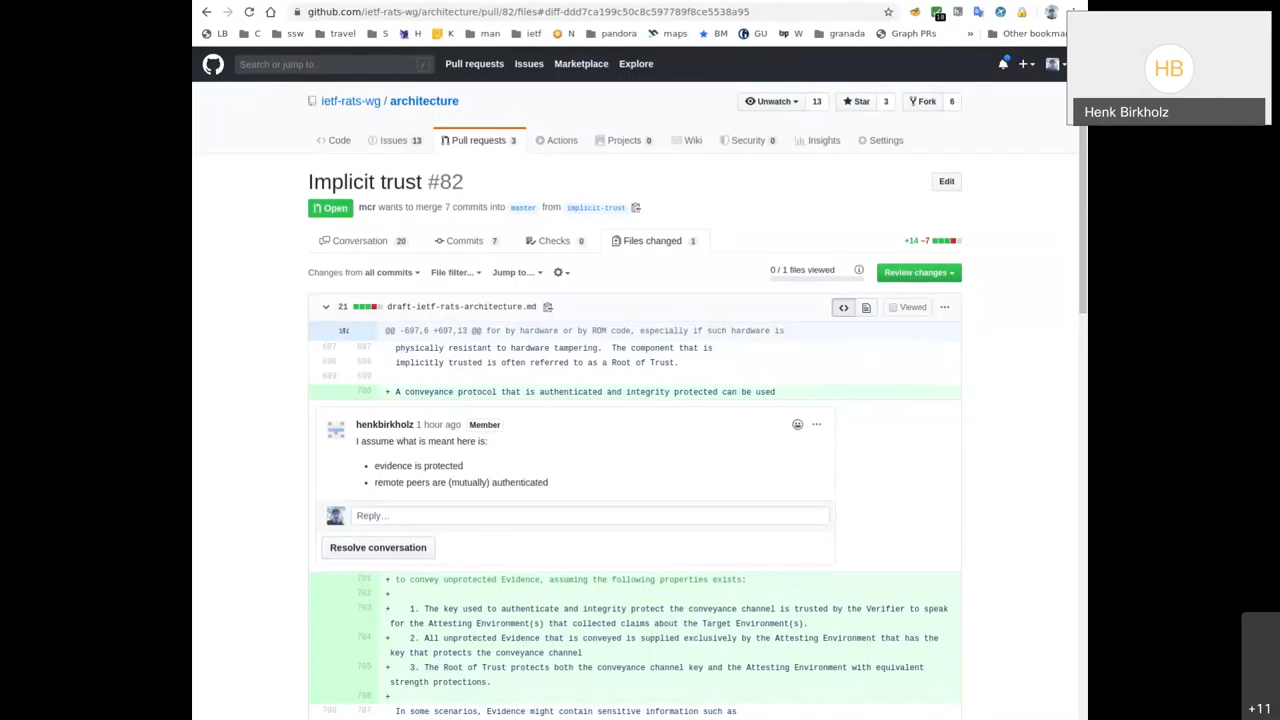 github.com/ietf-rats-wg/architecture/pull/82/files#diff-ddd7ca199c50c8c597789f8ce5538a95
18
LB C ssw travel S H K man ietf N pandora maps BM GU W granada Graph PRs » Other bookma
Search or jump to... /
Pull requests Issues Marketplace Explore
HB
Henk Birkholz
ietf-rats-wg / architecture
Unwatch 13 Star 3 Fork 6
Code Issues 13 Pull requests 3 Actions Projects 0 Wiki Security 0 Insights Settings
Implicit trust #82
Edit
Open mcr wants to merge 7 commits into master from implicit-trust
Conversation 20 Commits 7 Checks 0 Files changed 1
+14 −7
Changes from all commits File filter... Jump to...
0 / 1 files viewed
Review changes
21 draft-ietf-rats-architecture.md
Viewed
@@ -697,6 +697,13 @@ for by hardware or by ROM code, especially if such hardware is
697 697 physically resistant to hardware tampering. The component that is
698 698 implicitly trusted is often referred to as a Root of Trust.
699 699
700 + A conveyance protocol that is authenticated and integrity protected can be used
henkbirkholz 1 hour ago Member
I assume what is meant here is:
• evidence is protected
• remote peers are (mutually) authenticated
Reply...
Resolve conversation
701 + to convey unprotected Evidence, assuming the following properties exists:
702 +
703 + 1. The key used to authenticate and integrity protect the conveyance channel is trusted by the Verifier to speak
for the Attesting Environment(s) that collected claims about the Target Environment(s).
704 + 2. All unprotected Evidence that is conveyed is supplied exclusively by the Attesting Environment that has the
key that protects the conveyance channel
705 + 3. The Root of Trust protects both the conveyance channel key and the Attesting Environment with equivalent
strength protections.
706 +
700 707 In some scenarios, Evidence might contain sensitive information such as
+11